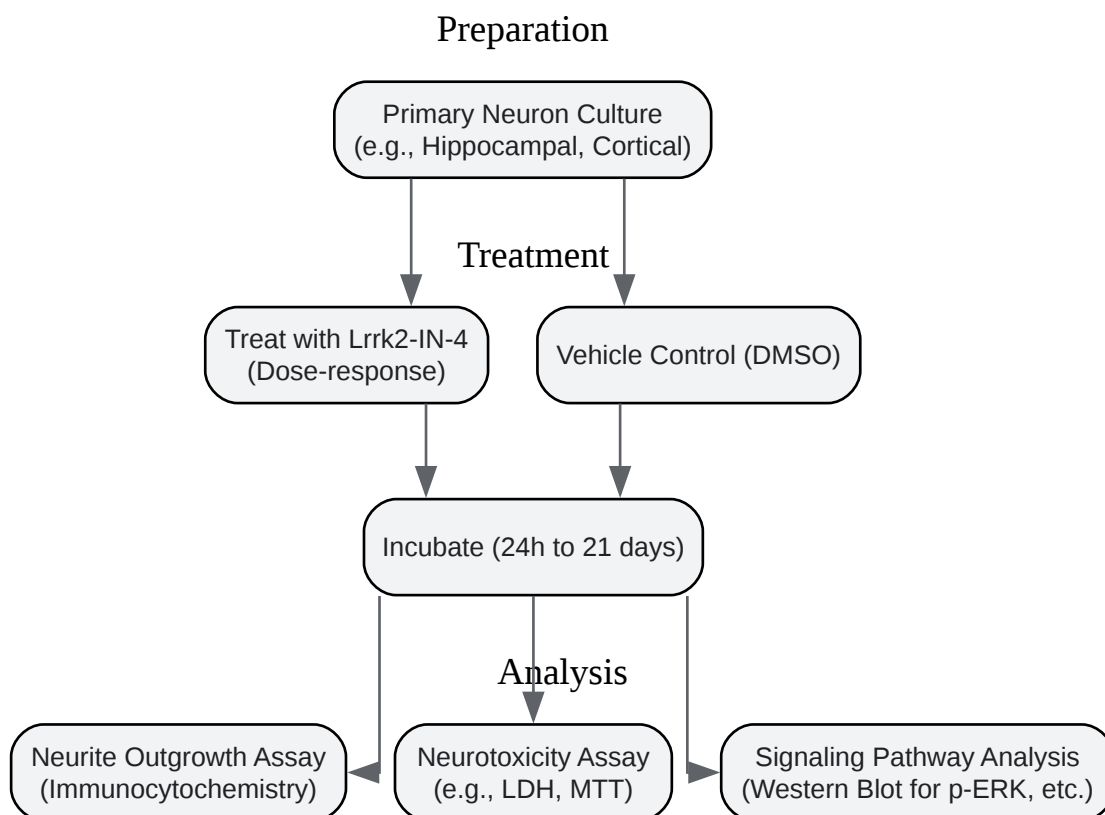 Preparation
Primary Neuron Culture
(e.g., Hippocampal, Cortical)
Treatment
Treat with Lrrk2-IN-4
(Dose-response)
Vehicle Control (DMSO)
Incubate (24h to 21 days)
Analysis
Neurite Outgrowth Assay
(Immunocytochemistry)
Neurotoxicity Assay
(e.g., LDH, MTT)
Signaling Pathway Analysis
(Western Blot for p-ERK, etc.)